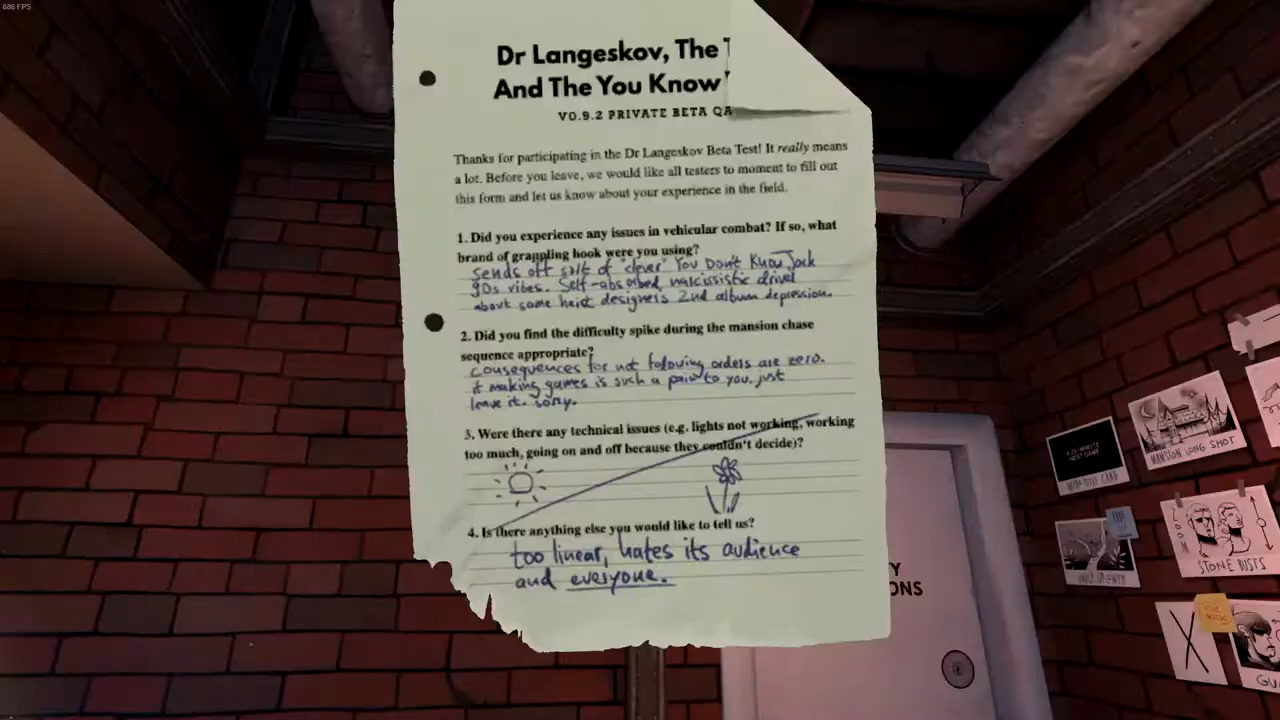 686 FPS
Dr Langeskov, The
And The You Know
V0.9.2 PRIVATE BETA QA
Thanks for participating in the Dr Langeskov Beta Test! It really means
a lot. Before you leave, we would like all testers to moment to fill out
this form and let us know about your experience in the field.
1. Did you experience any issues in vehicular combat? If so, what
brand of grappling hook were you using?
Sends off sort of "clever" You Don't Know Jack
90s vibes. Self-absorbed narcissistic drivel
about some heist designers 2nd album depression.
2. Did you find the difficulty spike during the mansion chase
sequence appropriate?
Consequences for not following orders are zero.
if making games is such a pain to you, just
leave it. sorry.
3. Were there any technical issues (e.g. lights not working, working
too much, going on and off because they couldn't decide)?
4. Is there anything else you would like to tell us?
too linear, hates its audience
and everyone.
A 20 MINUTE
HEIST GAME
CARD
MANSION LONG SHOT
ZOOM
STONE BUSTS
X
GU
Y
ONS